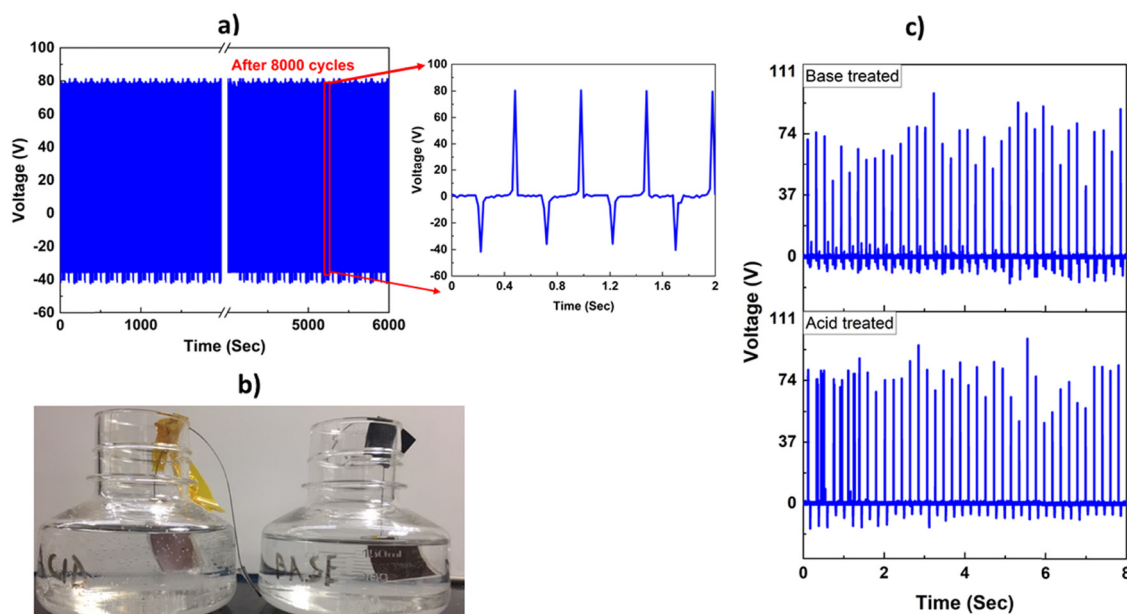 a)
After 8000 cycles
Voltage (V)
100
80
60
40
20
0
-20
-40
-60
0
1000
5000
6000
Time (Sec)
Voltage (V)
100
80
60
40
20
0
-20
-40
-60
0
0.4
0.8
1.2
1.6
2
Time (Sec)
b)
ACID
BASE
c)
Voltage (V)
Base treated
111
74
37
0
Acid treated
111
74
37
0
0
2
4
6
8
Time (Sec)